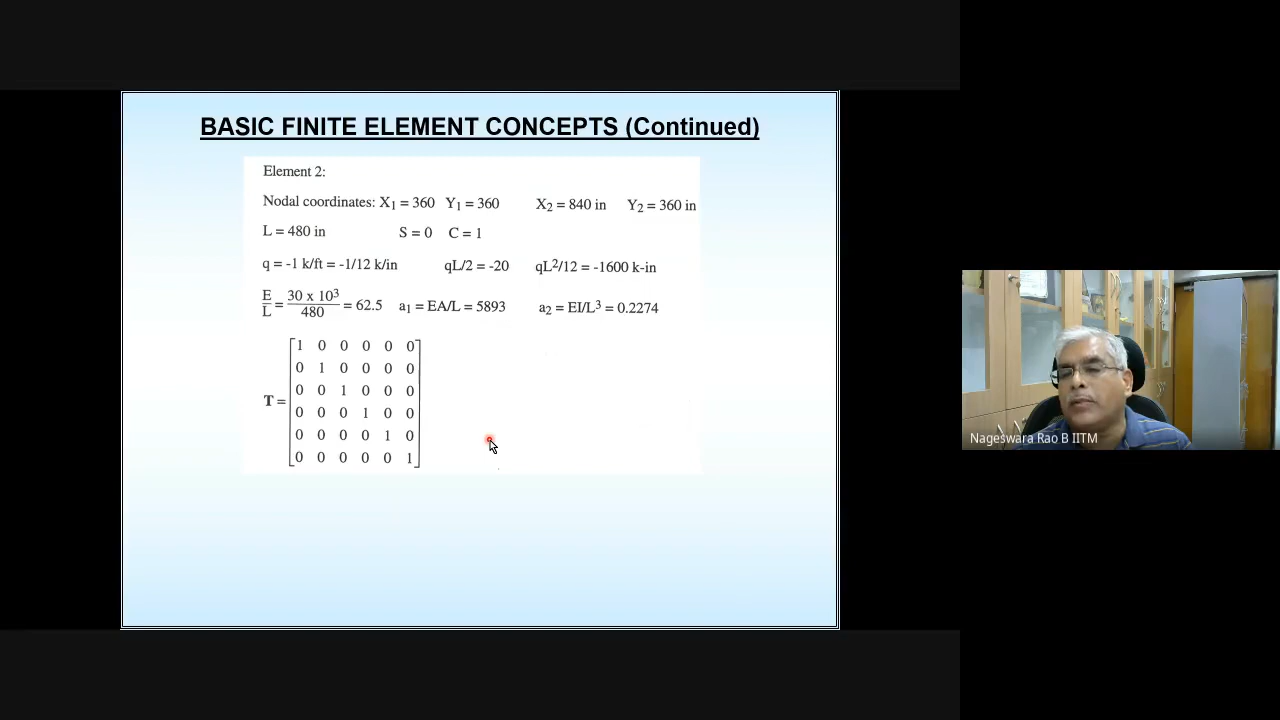 BASIC FINITE ELEMENT CONCEPTS (Continued)
Element 2:
Nodal coordinates: X₁ = 360 Y₁ = 360 X₂ = 840 in Y₂ = 360 in
L = 480 in S = 0 C = 1
q = -1 k/ft = -1/12 k/in qL/2 = -20 qL²/12 = -1600 k-in
E/L = 30 x 10³/480 = 62.5 a₁ = EA/L = 5893 a₂ = EI/L³ = 0.2274
T =
1 0 0 0 0 0
0 1 0 0 0 0
0 0 1 0 0 0
0 0 0 1 0 0
0 0 0 0 1 0
0 0 0 0 0 1
Nageswara Rao B IITM